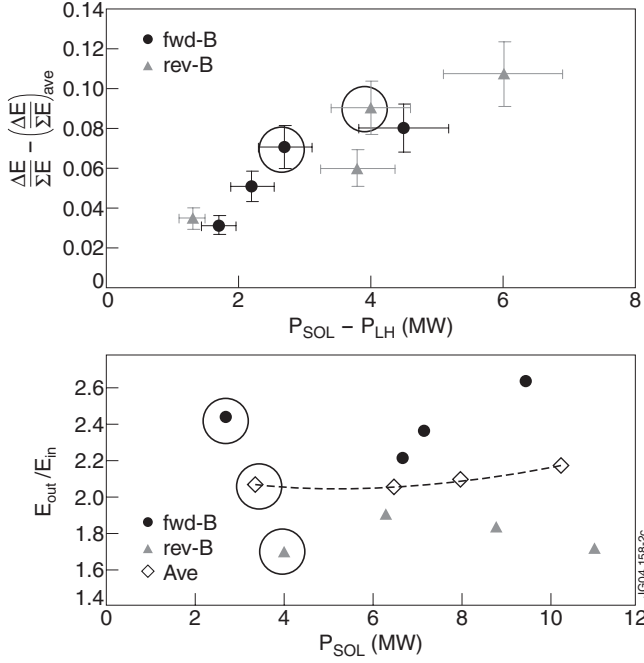 0.14
0.12
0.10
0.08
0.06
0.04
0.02
0
fwd-B
rev-B
ΔE/ΣE – (ΔE/ΣE)ave
0 2 4 6 8
PSOL – PLH (MW)
2.6
2.4
2.2
2.0
1.8
1.6
1.4
Eout/Ein
fwd-B
rev-B
Ave
0 2 4 6 8 10 12
PSOL (MW)
JG04.158-2c